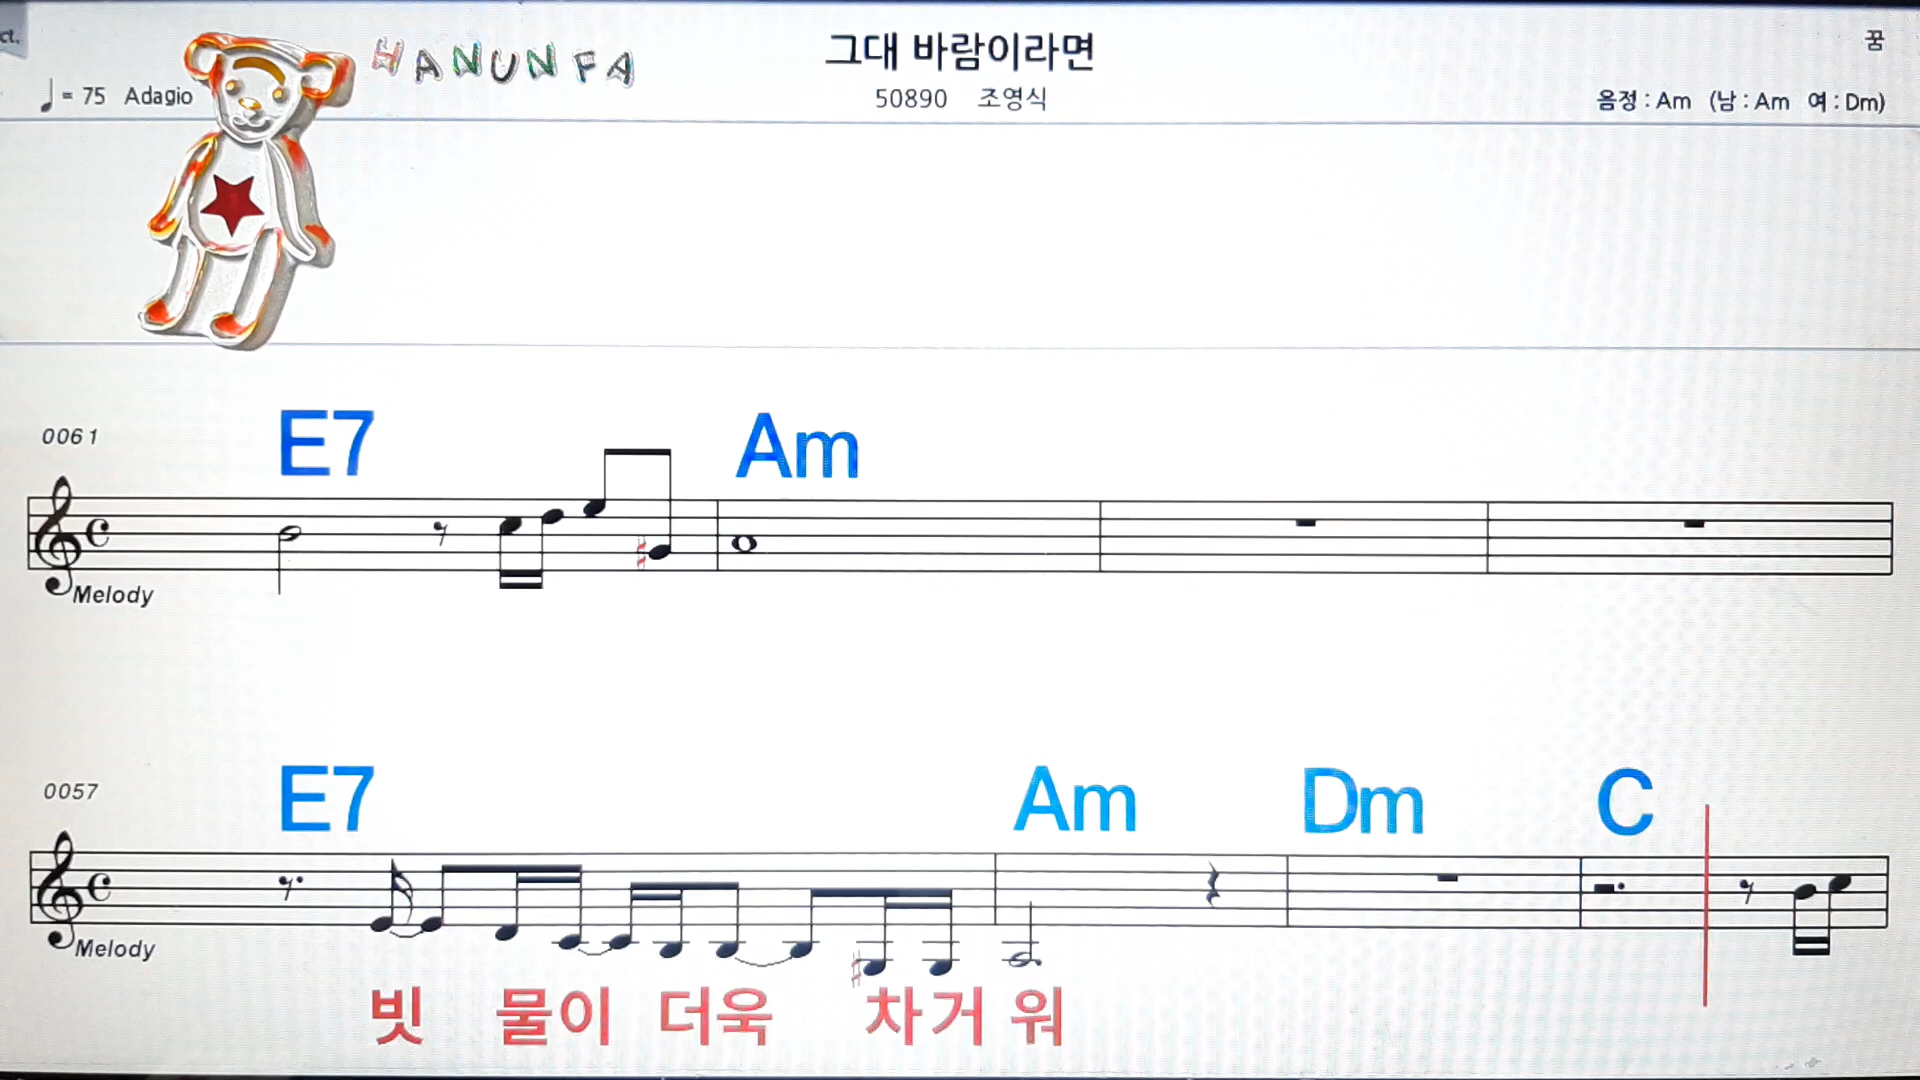 ct.
HANUNFA
그대 바람이라면
꿈
♩ = 75 Adagio
50890 조영식
음정 : Am (남 : Am 여 : Dm)
0061
E7 Am
Melody
0057
E7 Am Dm C
Melody
빗 물이 더욱 차거 워